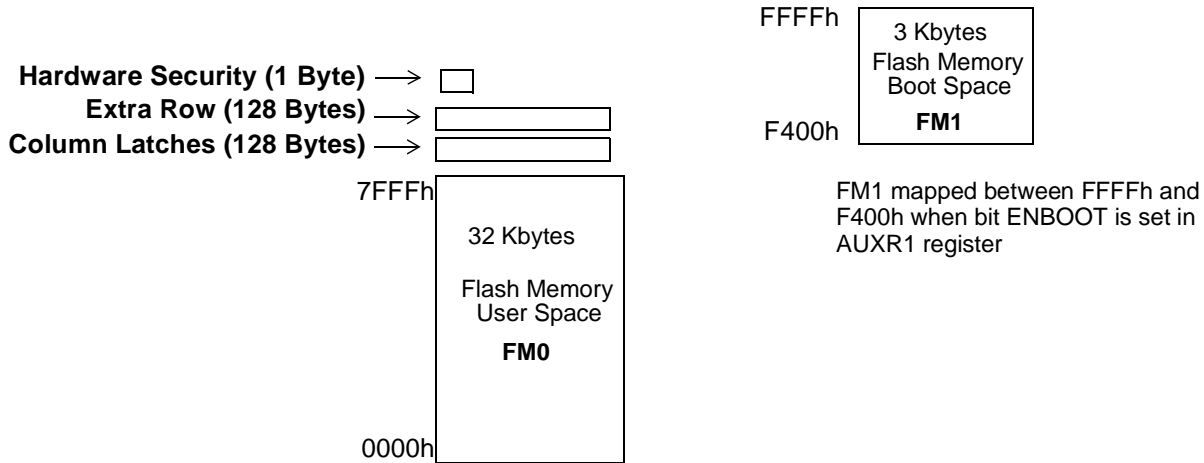 Hardware Security (1 Byte)
Extra Row (128 Bytes)
Column Latches (128 Bytes)
7FFFh
32 Kbytes
Flash Memory
User Space
FM0
0000h
FFFFh
3 Kbytes
Flash Memory
Boot Space
FM1
F400h
FM1 mapped between FFFFh and
F400h when bit ENBOOT is set in
AUXR1 register